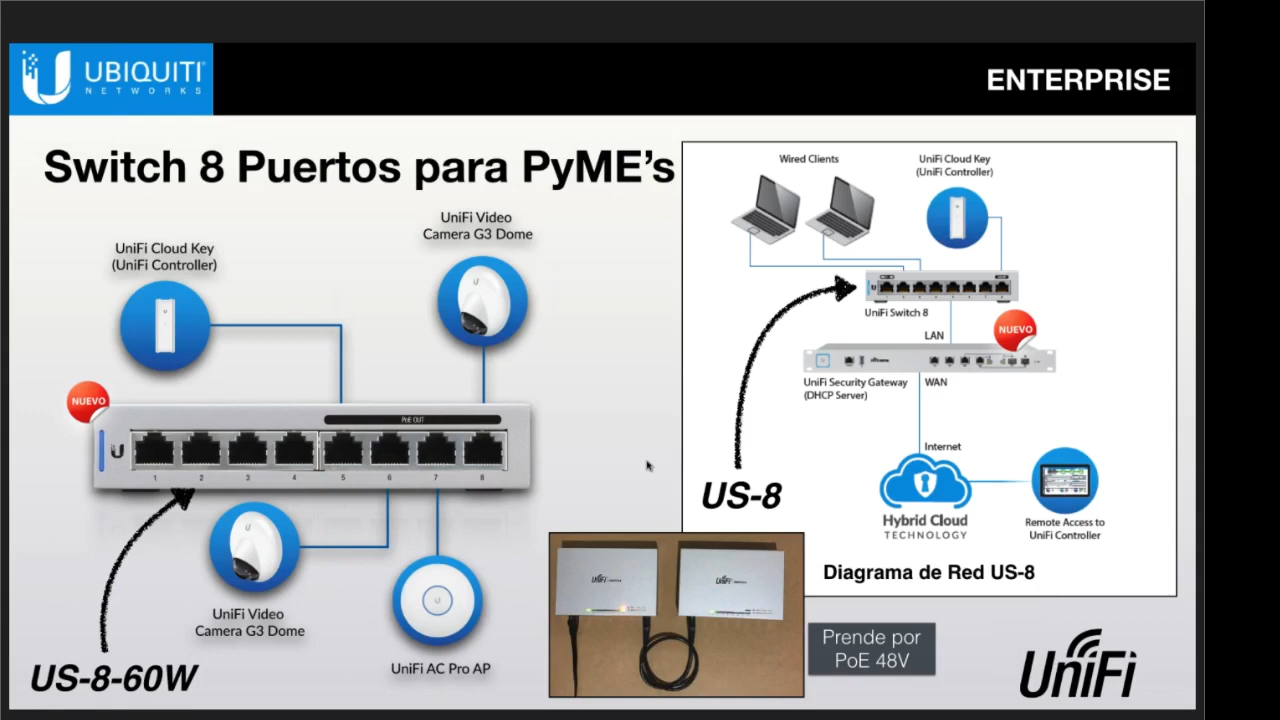 UBIQUITI
NETWORKS
ENTERPRISE
Switch 8 Puertos para PyME's
UniFi Video
Camera G3 Dome
UniFi Cloud Key
(UniFi Controller)
NUEVO
PoE OUT
U
1 2 3 4 5 6 7 8
UniFi Video
Camera G3 Dome
UniFi AC Pro AP
US-8-60W
Wired Clients
UniFi Cloud Key
(UniFi Controller)
UniFi Switch 8
LAN
NUEVO
UniFi Security Gateway
(DHCP Server)
WAN
Internet
US-8
Hybrid Cloud
TECHNOLOGY
Remote Access to
UniFi Controller
Diagrama de Red US-8
UniFi
UniFi
Prende por
PoE 48V
UniFi